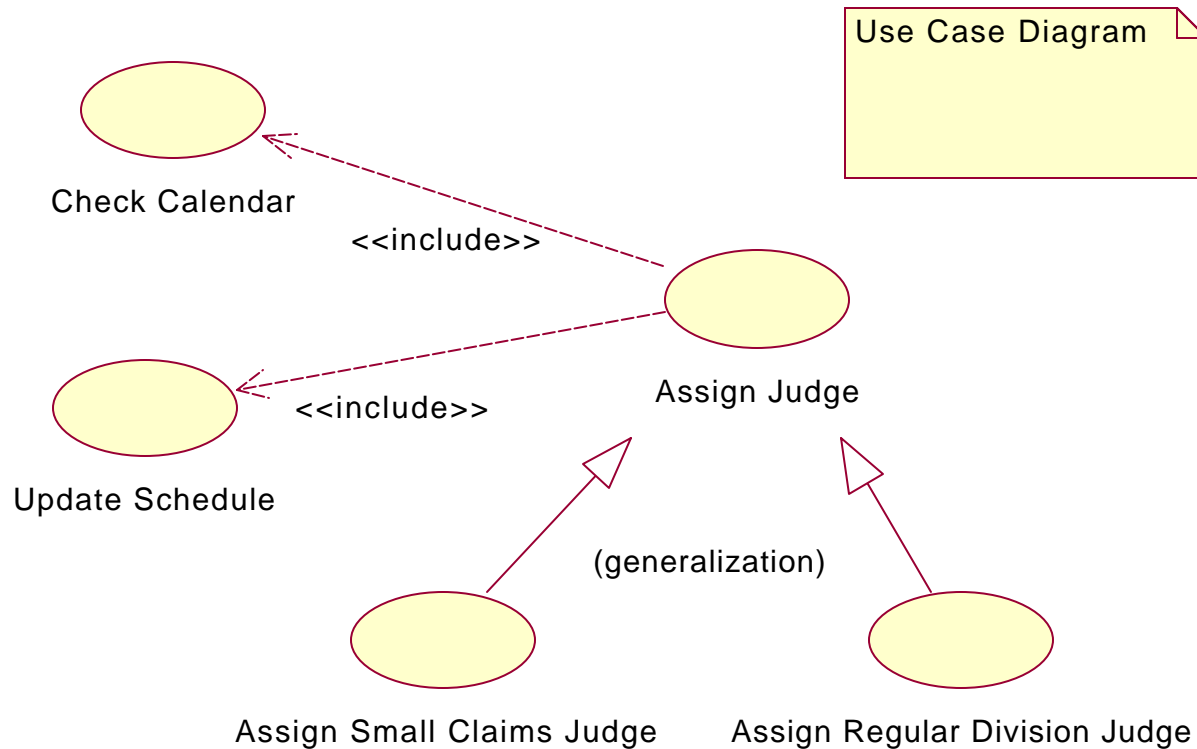 Use Case Diagram
Check Calendar
<<include>>
Assign Judge
<<include>>
Update Schedule
(generalization)
Assign Small Claims Judge
Assign Regular Division Judge